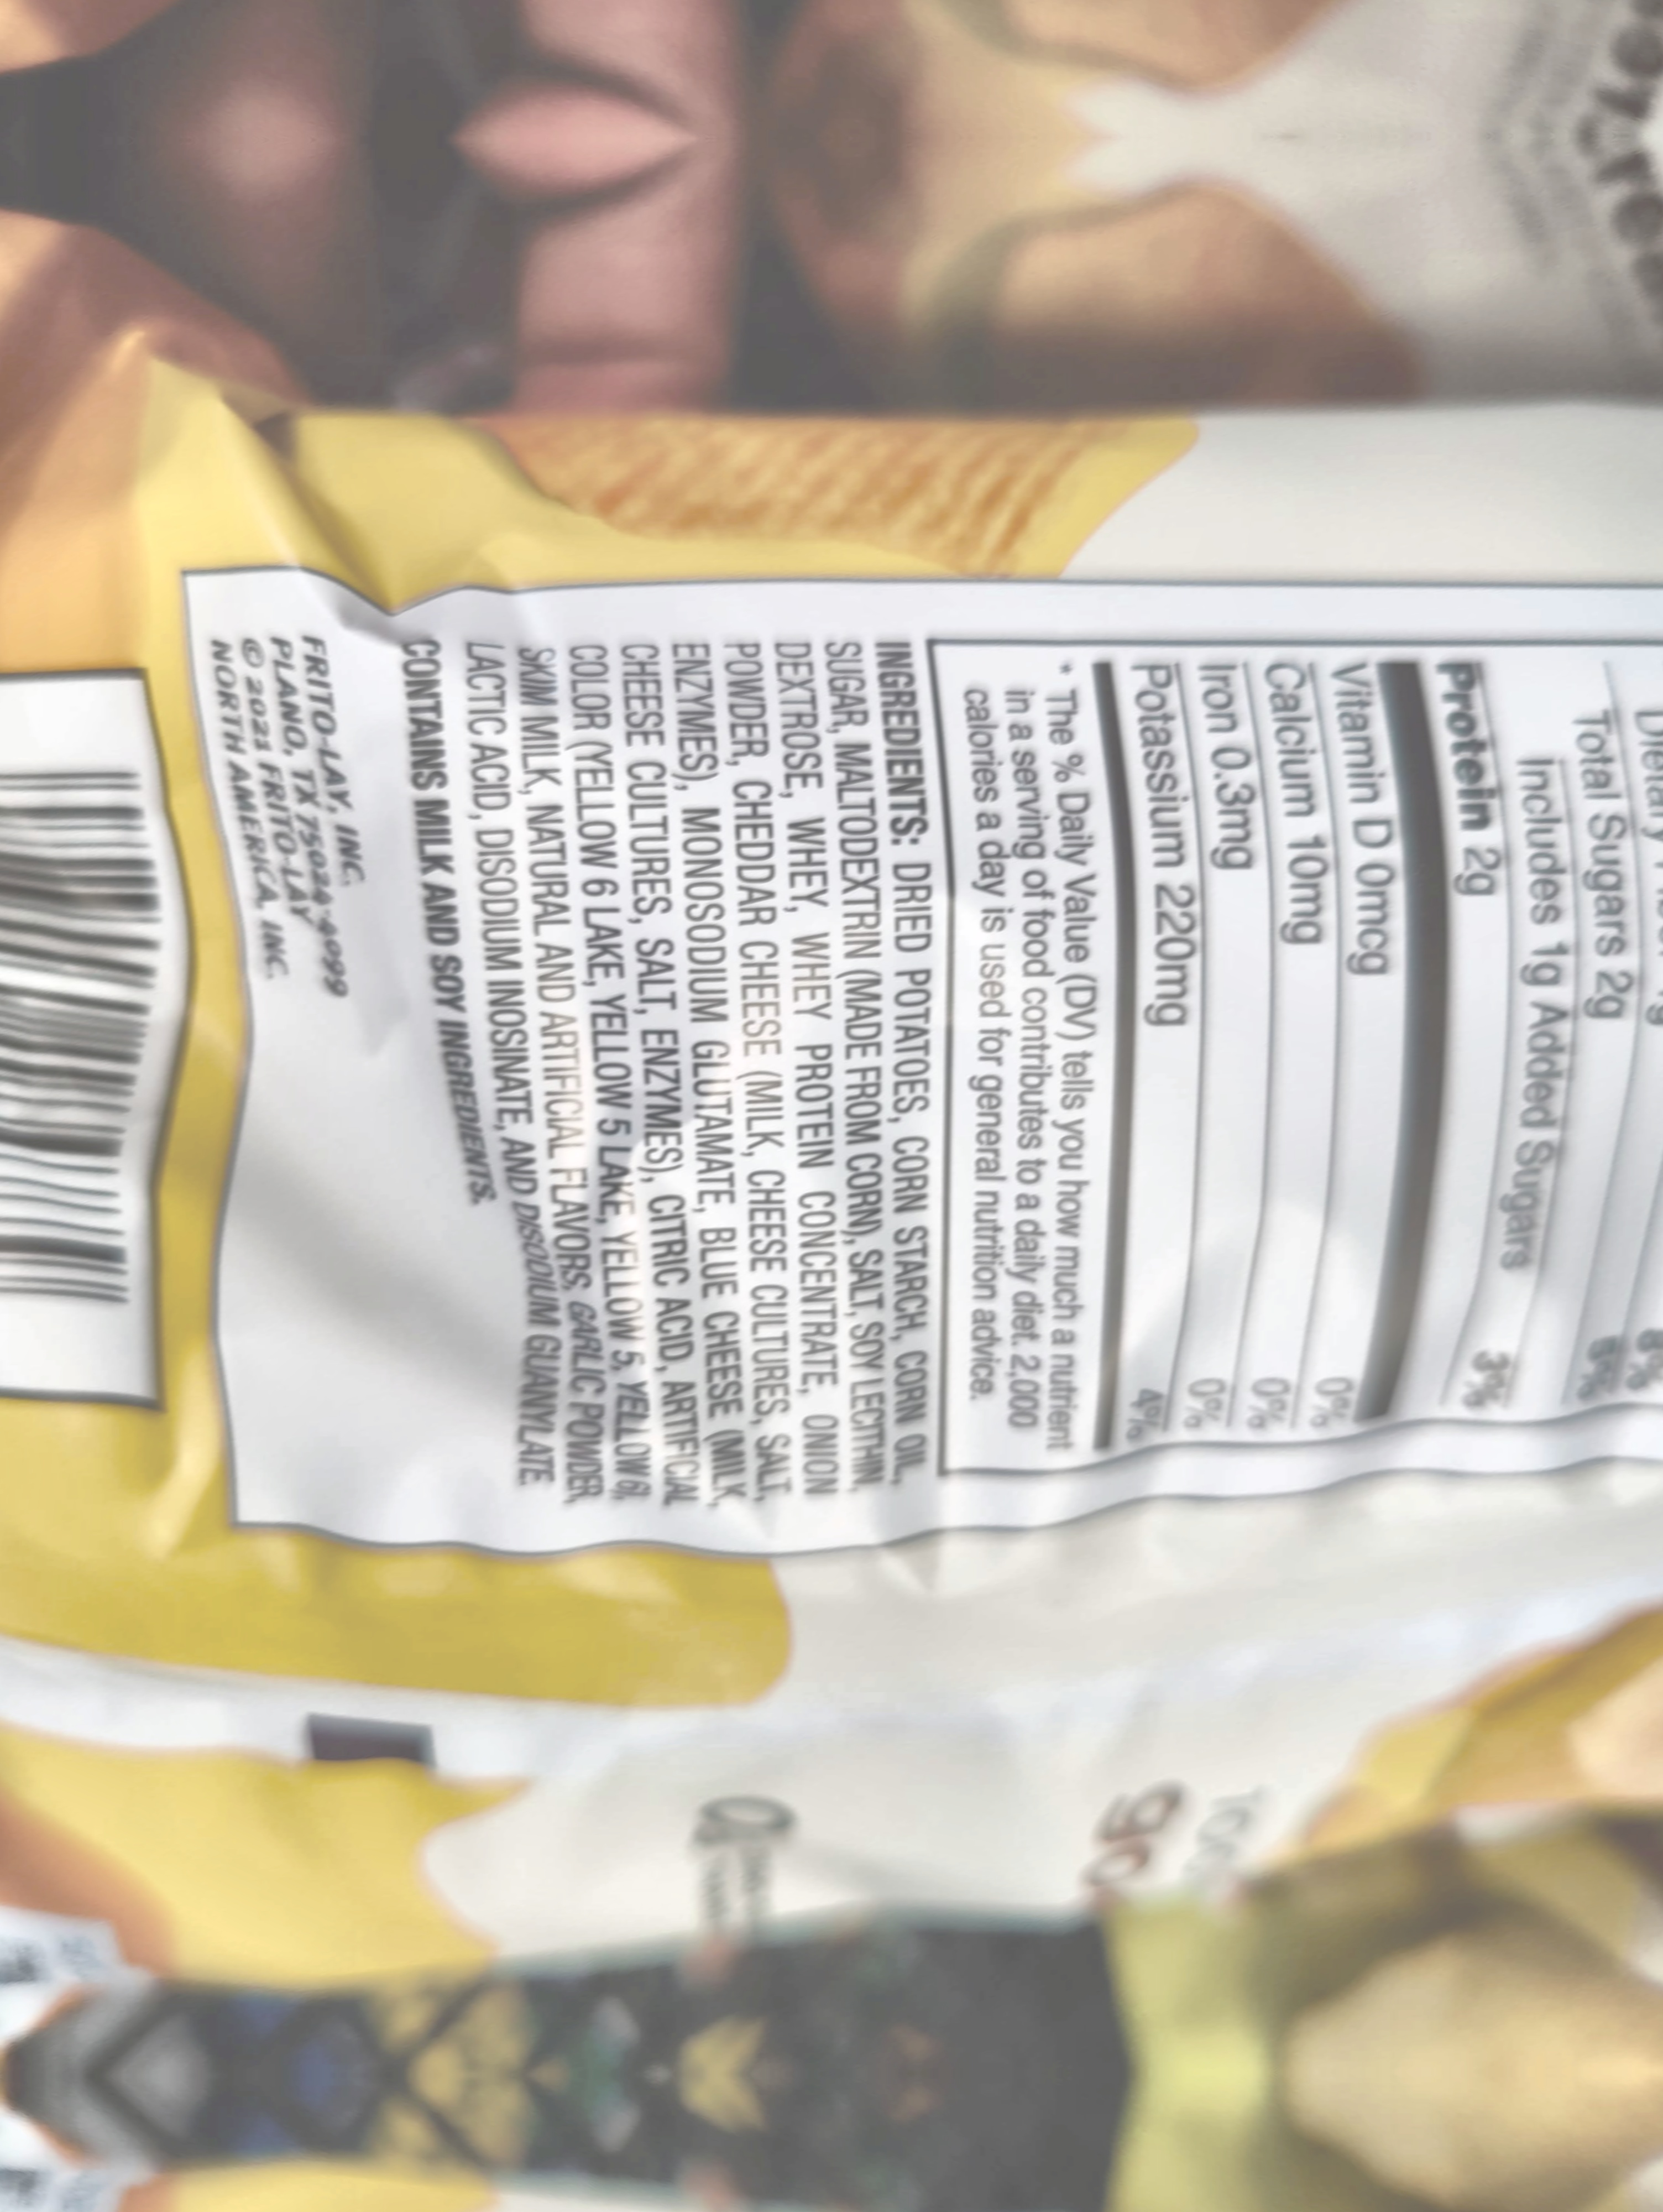 Total Sugars 2g 5%
Includes 1g Added Sugars
Protein 2g 3%
Vitamin D 0mcg 0%
Calcium 10mg 0%
Iron 0.3mg 0%
Potassium 220mg 4%
* The % Daily Value (DV) tells you how much a nutrient
in a serving of food contributes to a daily diet. 2,000
calories a day is used for general nutrition advice.
INGREDIENTS: DRIED POTATOES, CORN STARCH, CORN OIL,
SUGAR, MALTODEXTRIN (MADE FROM CORN), SALT, SOY LECITHIN,
DEXTROSE, WHEY, WHEY PROTEIN CONCENTRATE, ONION
POWDER, CHEDDAR CHEESE (MILK, CHEESE CULTURES, SALT,
ENZYMES), MONOSODIUM GLUTAMATE, BLUE CHEESE (MILK,
CHEESE CULTURES, SALT, ENZYMES), CITRIC ACID, ARTIFICIAL
COLOR (YELLOW 6 LAKE, YELLOW 5 LAKE, YELLOW 5, YELLOW 6),
SKIM MILK, NATURAL AND ARTIFICIAL FLAVORS, GARLIC POWDER,
LACTIC ACID, DISODIUM INOSINATE, AND DISODIUM GUANYLATE.
CONTAINS MILK AND SOY INGREDIENTS.
FRITO-LAY, INC.
PLANO, TX 75024-4099
© 2021 FRITO-LAY
NORTH AMERICA, INC.
go